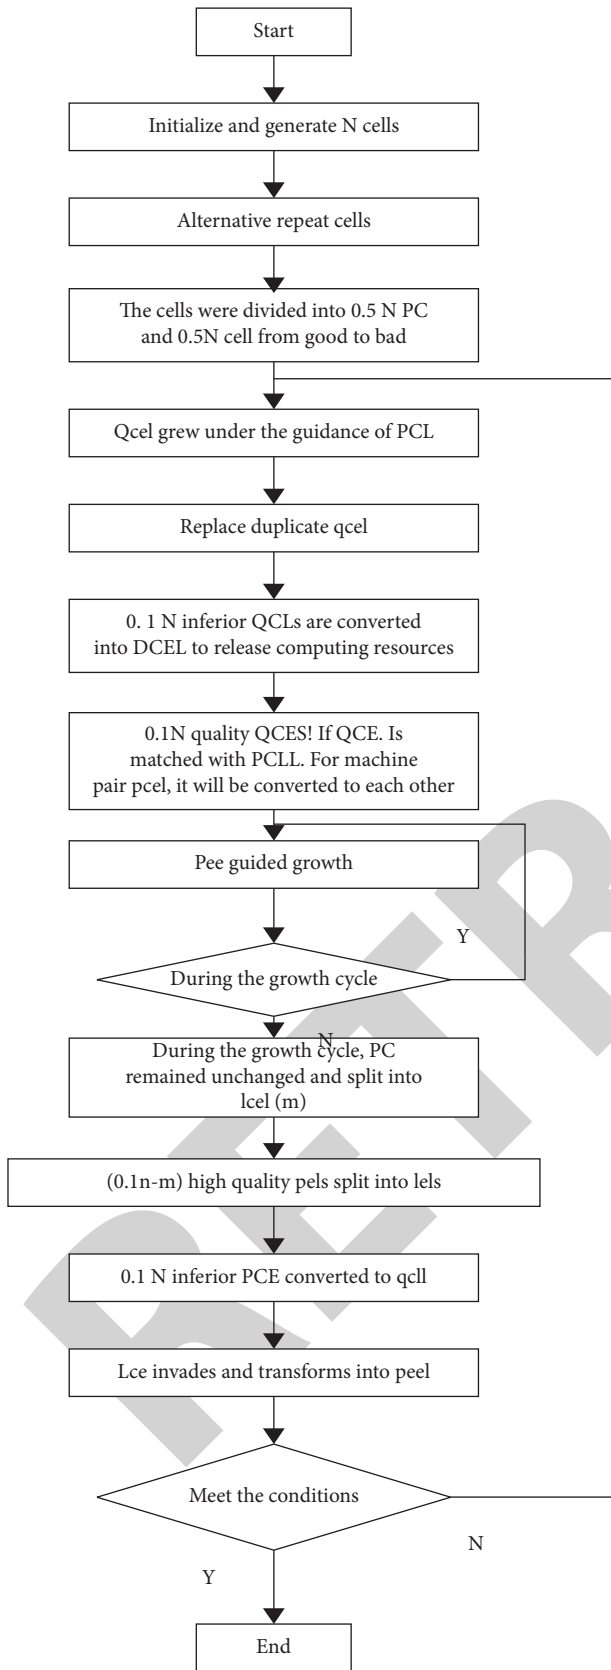 Start
Initialize and generate N cells
Alternative repeat cells
The cells were divided into 0.5 N PC
and 0.5N cell from good to bad
Qcel grew under the guidance of PCL
Replace duplicate qcel
0. 1 N inferior QCLs are converted
into DCEL to release computing resources
0.1N quality QCES! If QCE. Is
matched with PCLL. For machine
pair pcel, it will be converted to each other
Pee guided growth
Y
During the growth cycle
N
During the growth cycle, PC
remained unchanged and split into
lcel (m)
(0.1n-m) high quality pels split into lels
0.1 N inferior PCE converted to qcll
Lce invades and transforms into peel
Meet the conditions
N
Y
End
RETR